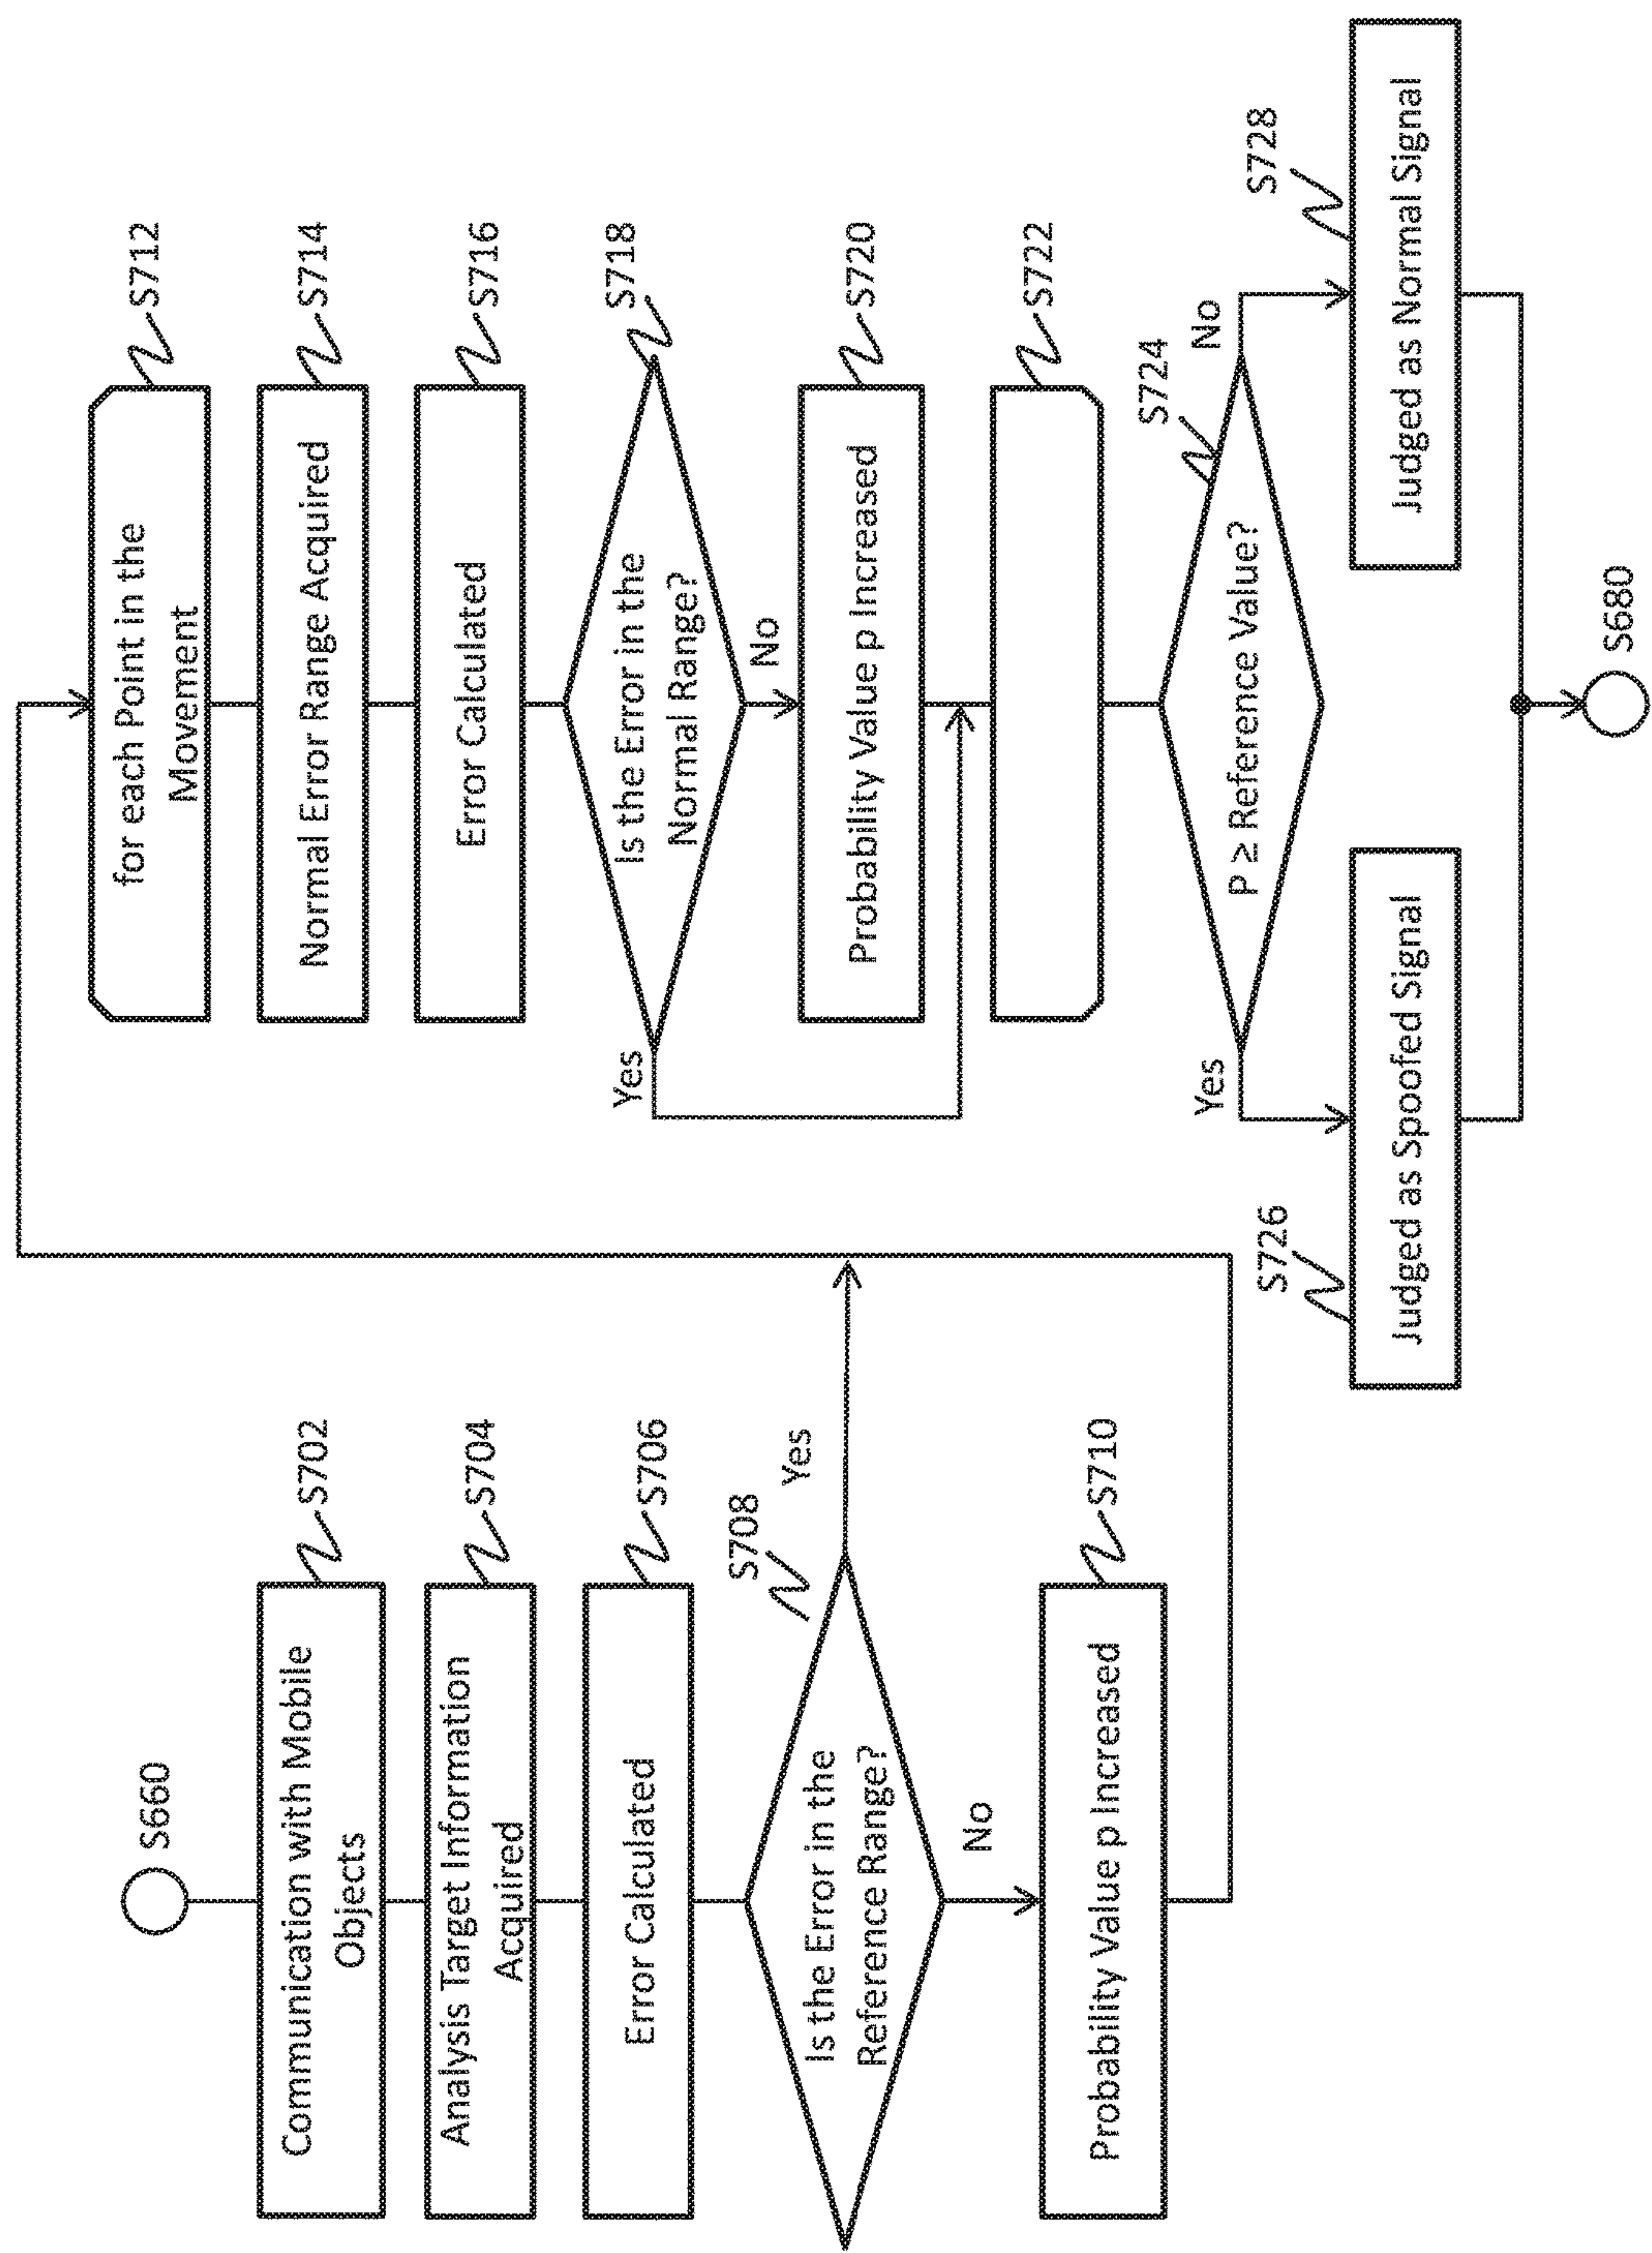 S660
Communication with Mobile
Objects
S702
Analysis Target Information
Acquired
S704
Error Calculated
S706
S708
Is the Error in the
Reference Range?
Yes
No
Probability Value p Increased
S710
for each Point in the
Movement
S712
Normal Error Range Acquired
S714
Error Calculated
S716
S718
Is the Error in the
Normal Range?
Yes
No
Probability Value p Increased
S720
S722
S724
P ≥ Reference Value?
Yes
No
S726
Judged as Spoofed Signal
S728
Judged as Normal Signal
S680